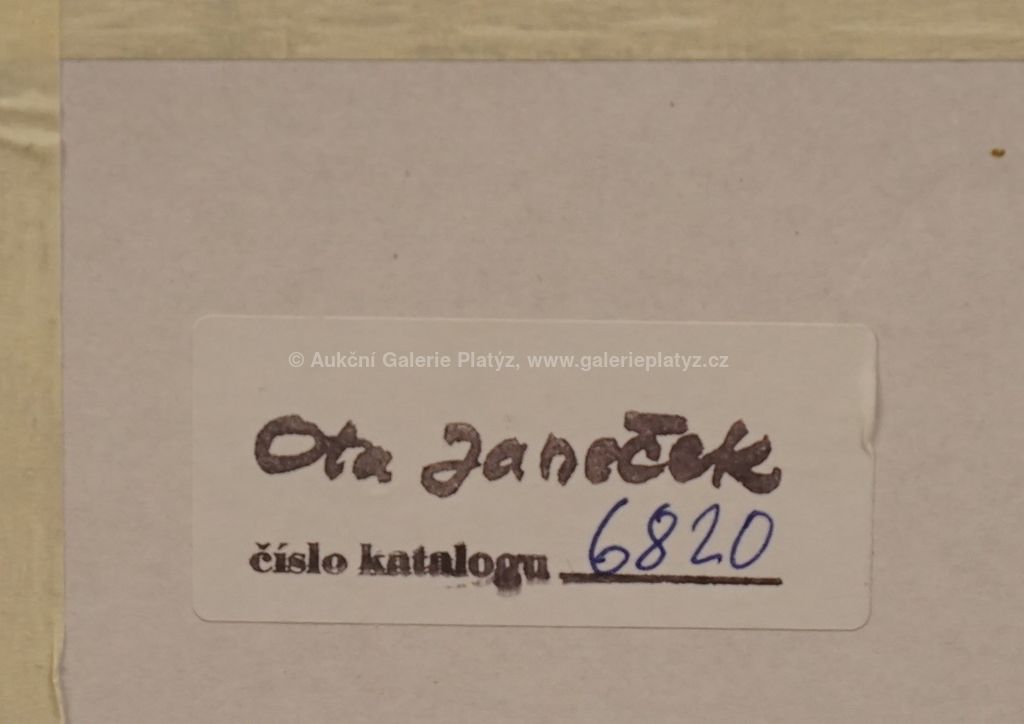 © Aukční Galerie Platýz, www.galerieplatyz.cz
Ota Janeček
číslo katalogu 6820